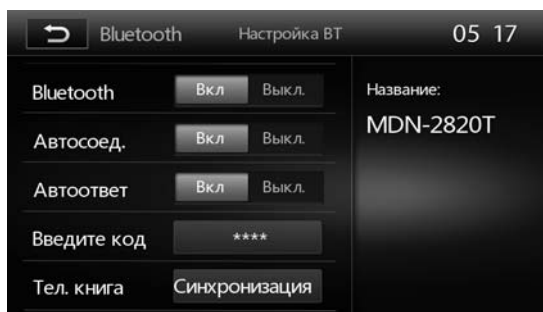 Bluetooth Настройка ВТ 05 17
Bluetooth Вкл Выкл.
Название:
MDN-2820T
Автосоед. Вкл Выкл.
Автоответ Вкл Выкл.
Введите код ****
Тел. книга Синхронизация